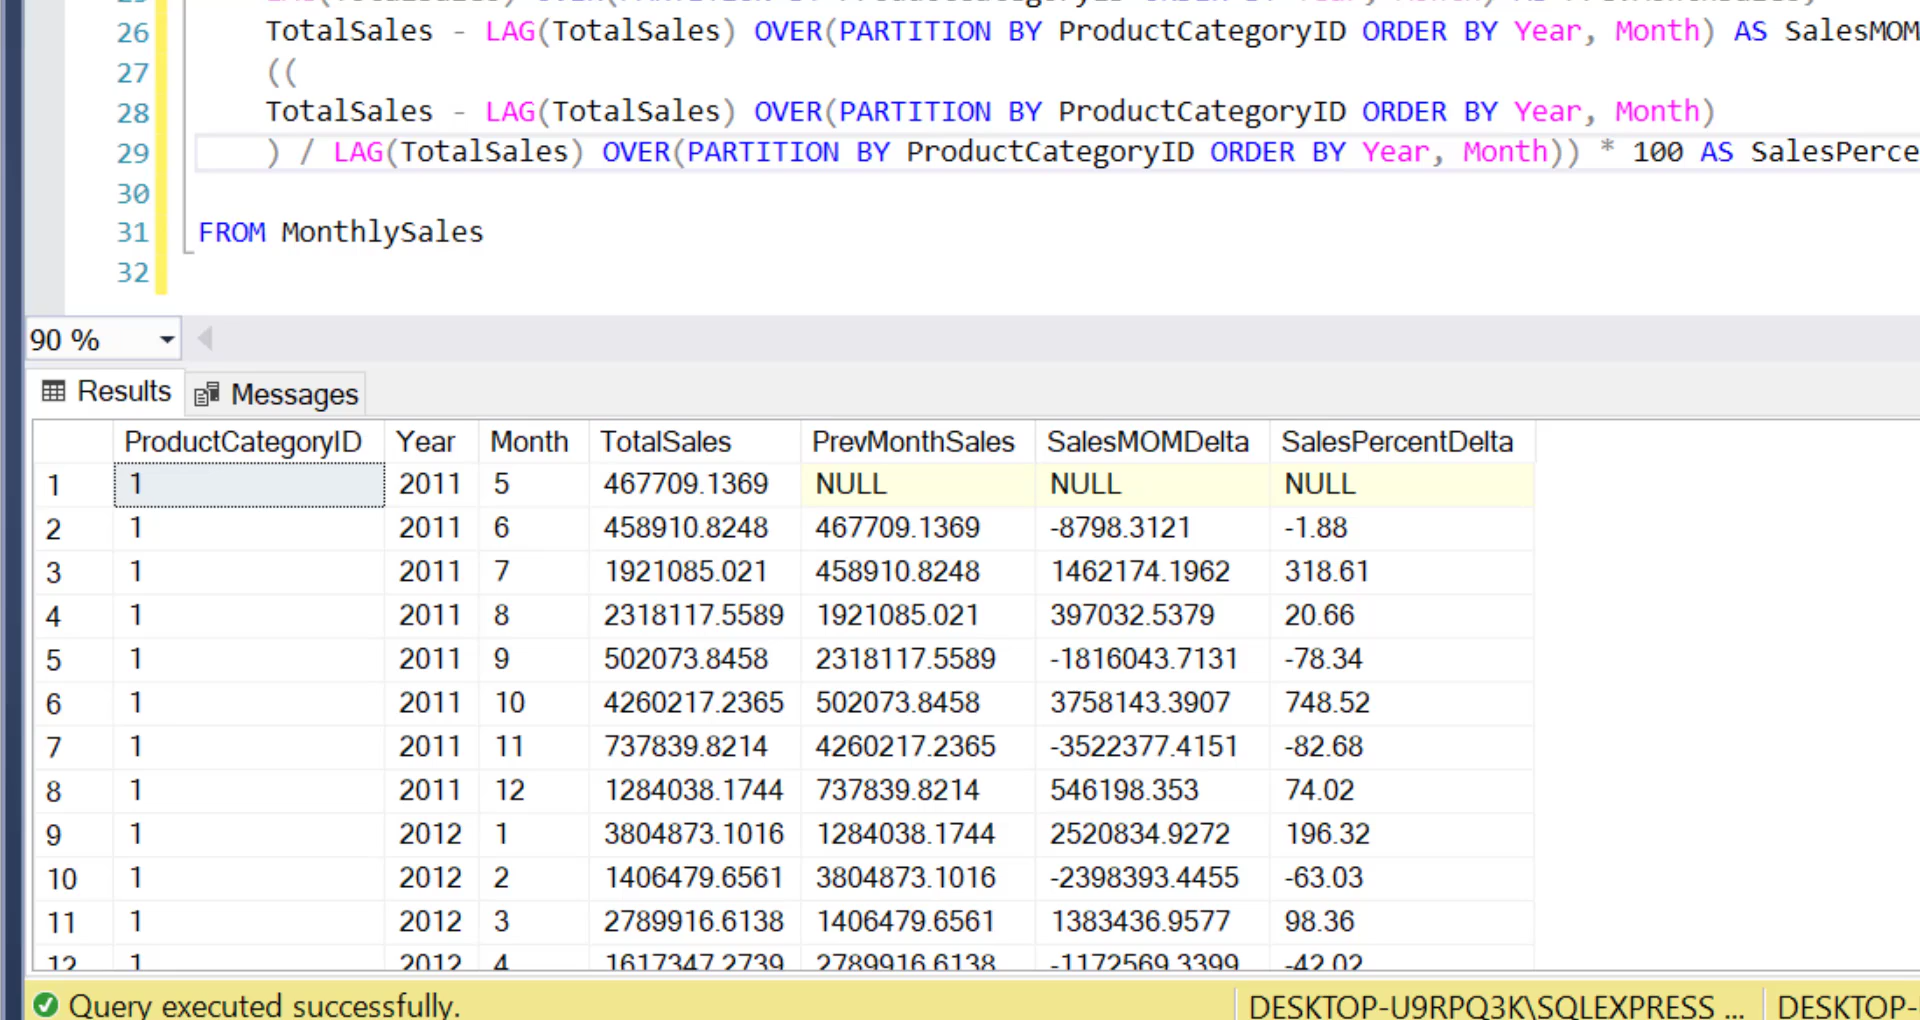 26 TotalSales - LAG(TotalSales) OVER(PARTITION BY ProductCategoryID ORDER BY Year, Month) AS SalesMOM
27 ((
28 TotalSales - LAG(TotalSales) OVER(PARTITION BY ProductCategoryID ORDER BY Year, Month)
29 ) / LAG(TotalSales) OVER(PARTITION BY ProductCategoryID ORDER BY Year, Month)) * 100 AS SalesPerce
30
31 FROM MonthlySales
32
90 %
Results Messages
ProductCategoryID Year Month TotalSales PrevMonthSales SalesMOMDelta SalesPercentDelta
1 1 2011 5 467709.1369 NULL NULL NULL
2 1 2011 6 458910.8248 467709.1369 -8798.3121 -1.88
3 1 2011 7 1921085.021 458910.8248 1462174.1962 318.61
4 1 2011 8 2318117.5589 1921085.021 397032.5379 20.66
5 1 2011 9 502073.8458 2318117.5589 -1816043.7131 -78.34
6 1 2011 10 4260217.2365 502073.8458 3758143.3907 748.52
7 1 2011 11 737839.8214 4260217.2365 -3522377.4151 -82.68
8 1 2011 12 1284038.1744 737839.8214 546198.353 74.02
9 1 2012 1 3804873.1016 1284038.1744 2520834.9272 196.32
10 1 2012 2 1406479.6561 3804873.1016 -2398393.4455 -63.03
11 1 2012 3 2789916.6138 1406479.6561 1383436.9577 98.36
12 1 2012 4 1617347.2739 2789916.6138 -1172569.3399 -42.02
Query executed successfully. DESKTOP-U9RPQ3K\SQLEXPRESS ... DESKTOP-